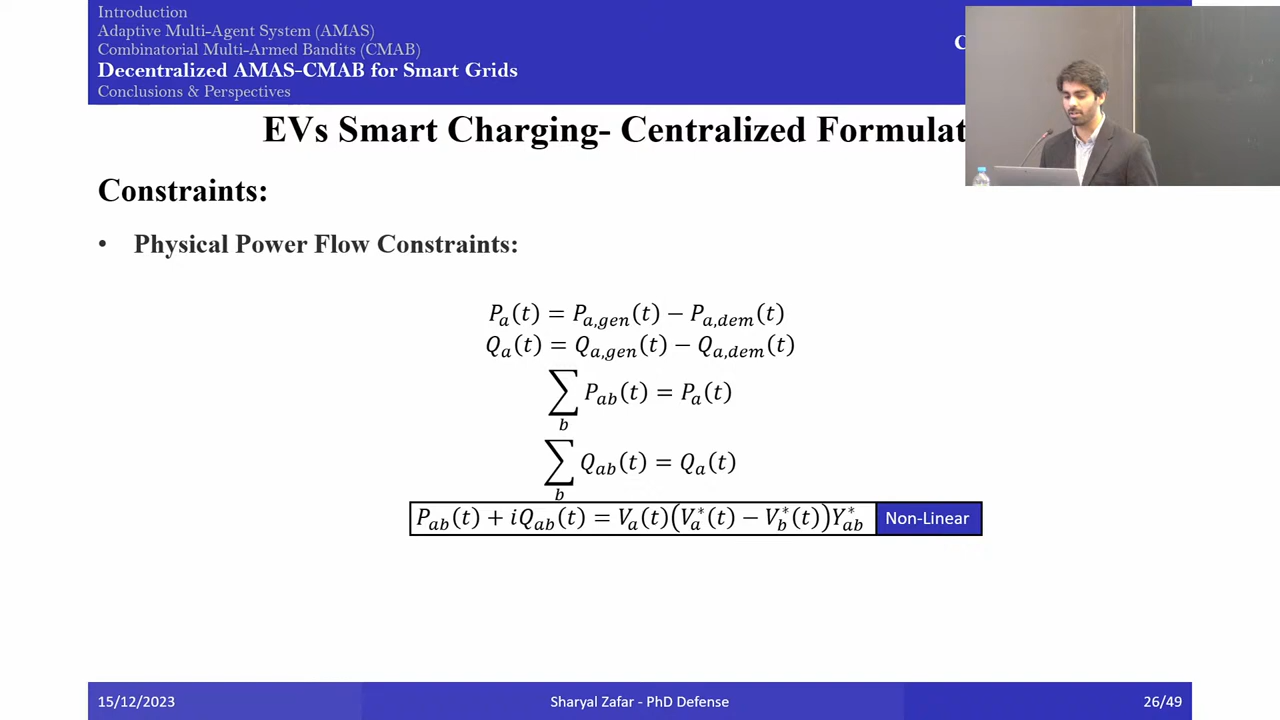 Introduction
Adaptive Multi-Agent System (AMAS)
Combinatorial Multi-Armed Bandits (CMAB)
Decentralized AMAS-CMAB for Smart Grids
Conclusions & Perspectives
EVs Smart Charging- Centralized
Constraints:
• Physical Power Flow Constraints:
P_a(t) = P_{a,gen}(t) − P_{a,dem}(t)
Q_a(t) = Q_{a,gen}(t) − Q_{a,dem}(t)
∑_b P_{ab}(t) = P_a(t)
∑_b Q_{ab}(t) = Q_a(t)
P_{ab}(t) + iQ_{ab}(t) = V_a(t)(V_a^*(t) − V_b^*(t))Y_{ab}^* Non-Linear
15/12/2023 Sharyal Zafar - PhD Defense 26/49